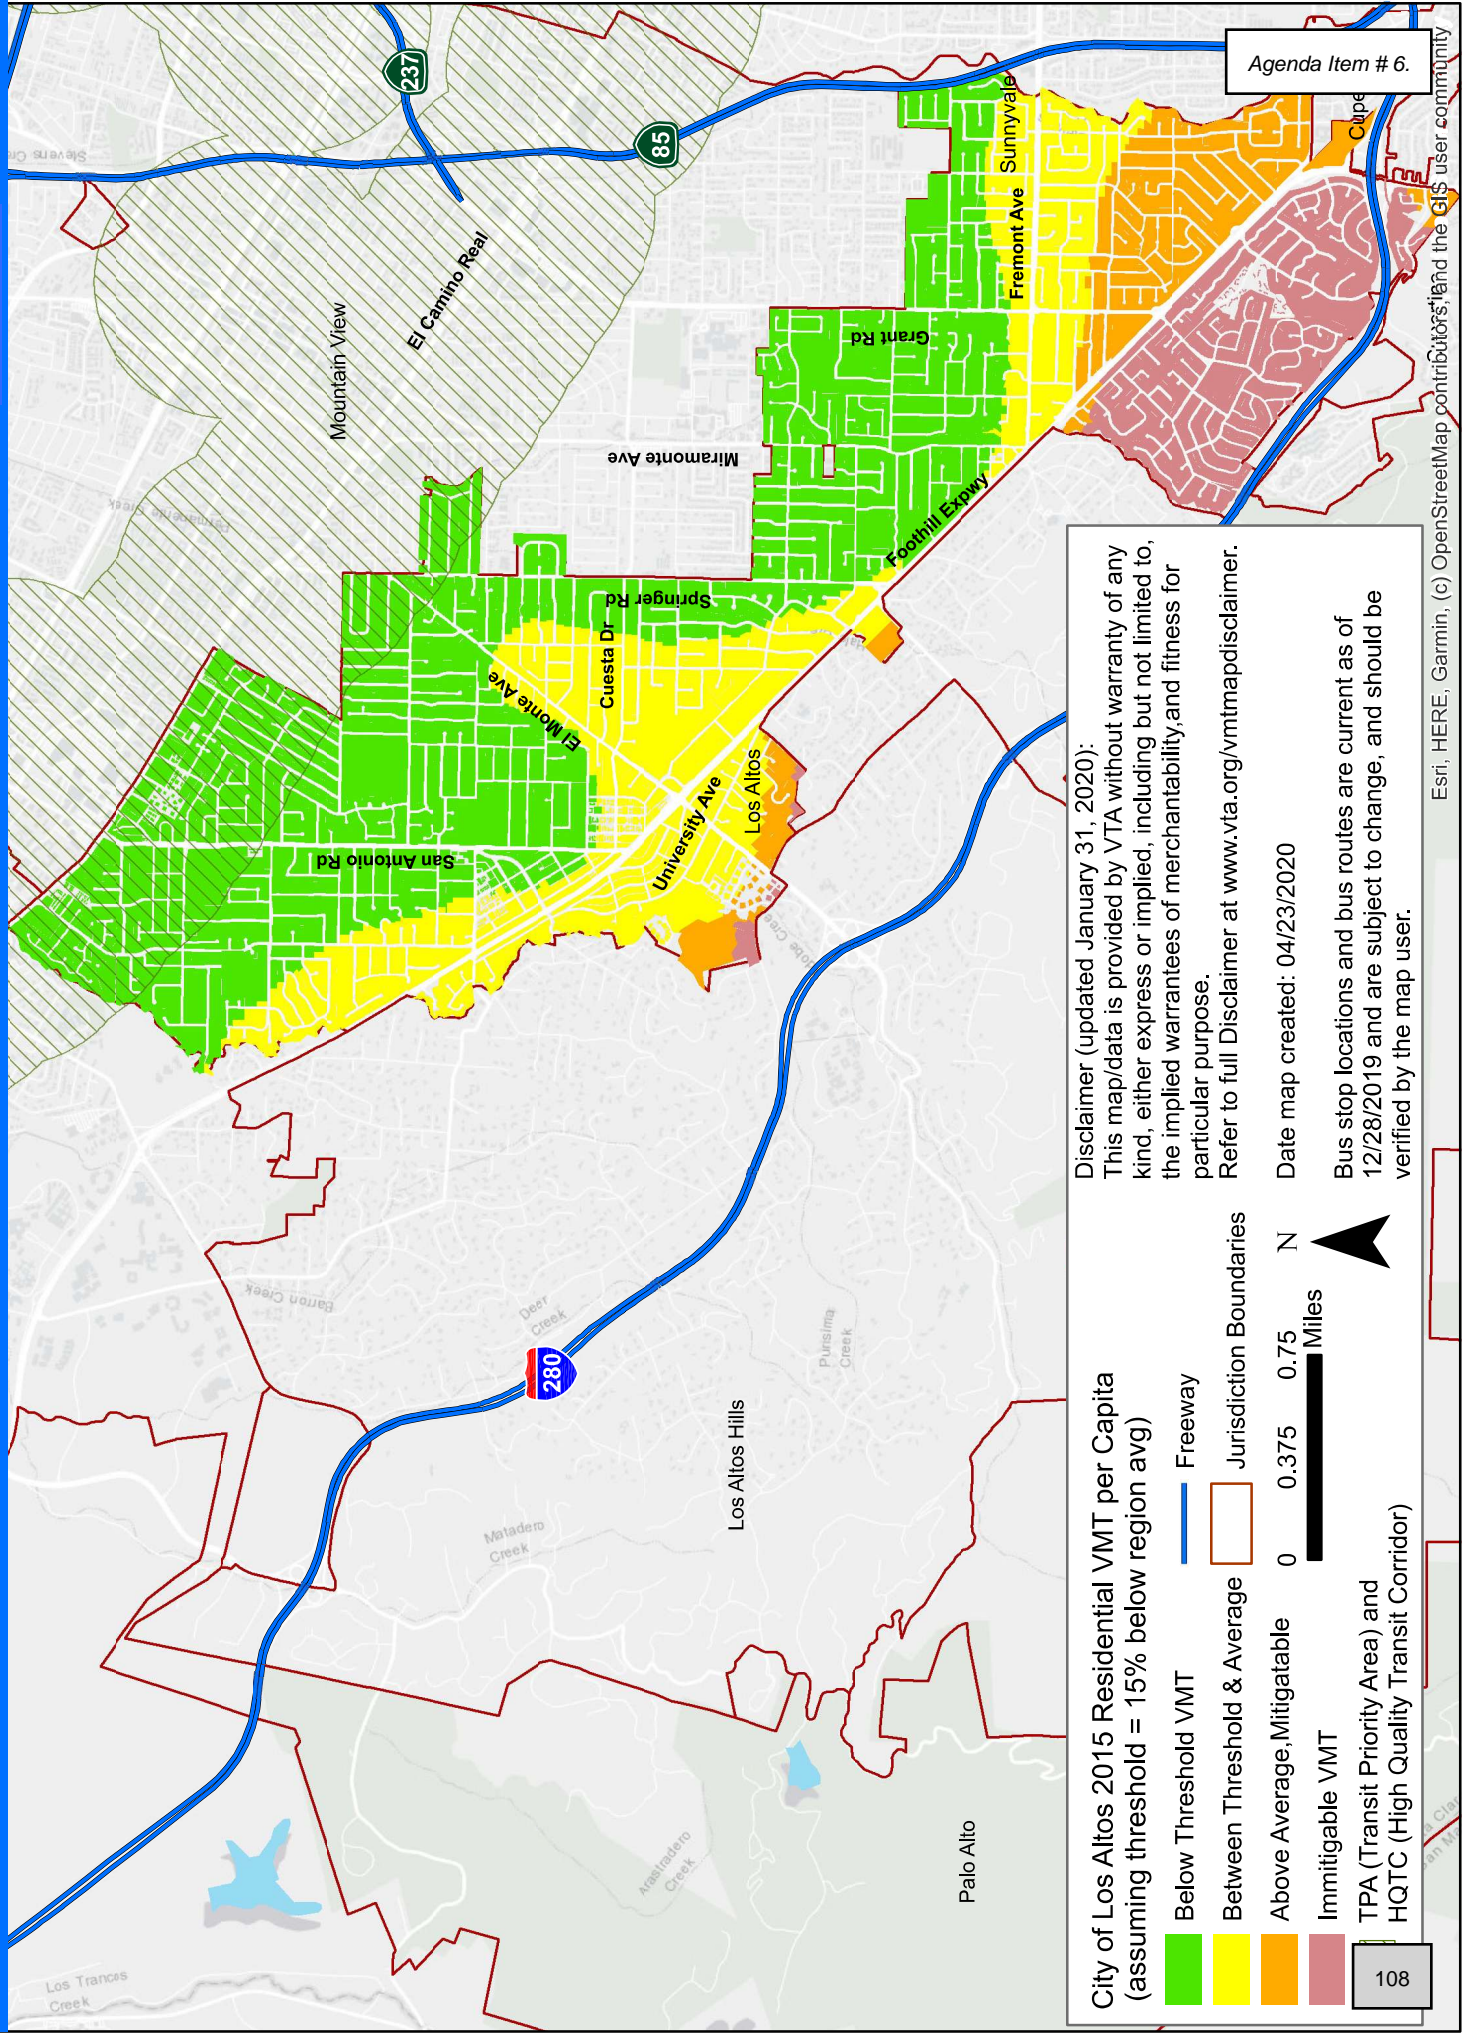 Agenda Item # 6.
237
85
280
Stevens Cre
Mountain View
El Camino Real
Permanente Creek
Miramonte Ave
Grant Rd
Fremont Ave
Sunnyvale
Cupe
Foothill Expwy
Springer Rd
Cuesta Dr
El Monte Ave
San Antonio Rd
University Ave
Los Altos
Hale
Adobe Creek
Barron Creek
Deer
Creek
Purisima
Creek
Matadero
Creek
Los Altos Hills
Arastradero
Creek
Palo Alto
Los Trancos
Creek
City of Los Altos 2015 Residential VMT per Capita
(assuming threshold = 15% below region avg)
Below Threshold VMT
Between Threshold & Average
Above Average,Mitigatable
Immitigable VMT
TPA (Transit Priority Area) and
HQTC (High Quality Transit Corridor)
Freeway
Jurisdiction Boundaries
0 0.375 0.75
Miles
N
Disclaimer (updated January 31, 2020):
This map/data is provided by VTA without warranty of any
kind, either express or implied, including but not limited to,
the implied warrantees of merchantability,and fitness for
particular purpose.
Refer to full Disclaimer at www.vta.org/vmtmapdisclaimer.
Date map created: 04/23/2020
Bus stop locations and bus routes are current as of
12/28/2019 and are subject to change, and should be
verified by the map user.
Esri, HERE, Garmin, (c) OpenStreetMap contributors, and the GIS user community
108